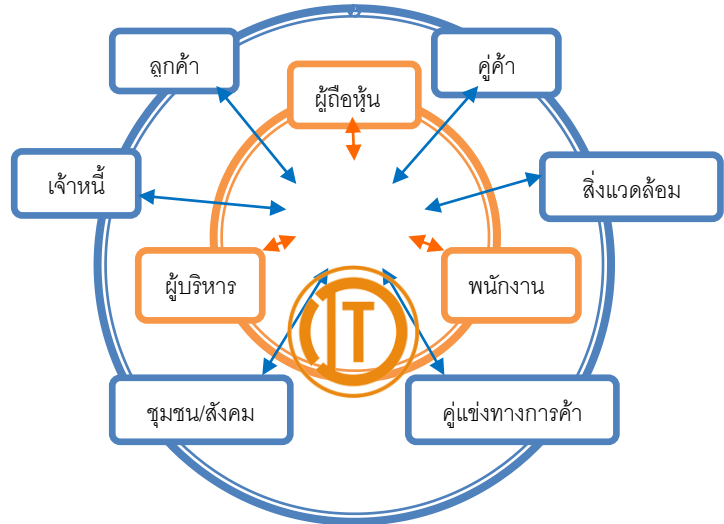 ลูกค้า
คู่ค้า
ผู้ถือหุ้น
เจ้าหนี้
สิ่งแวดล้อม
ผู้บริหาร
พนักงาน
ชุมชน/สังคม
คู่แข่งทางการค้า